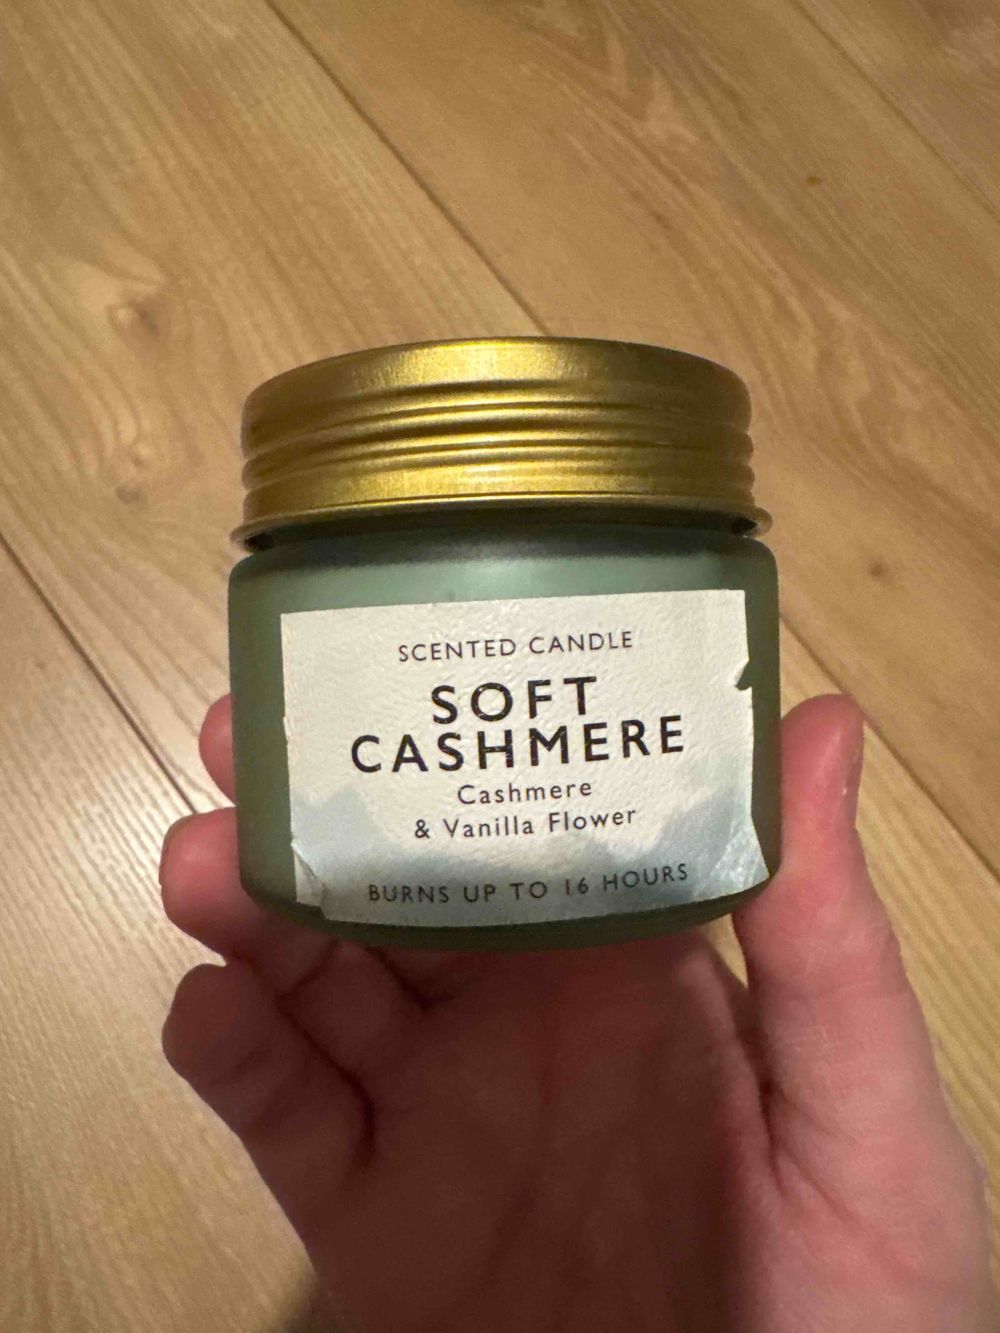 SCENTED CANDLE
SOFT
CASHMERE
Cashmere
& Vanilla Flower
BURNS UP TO 16 HOURS